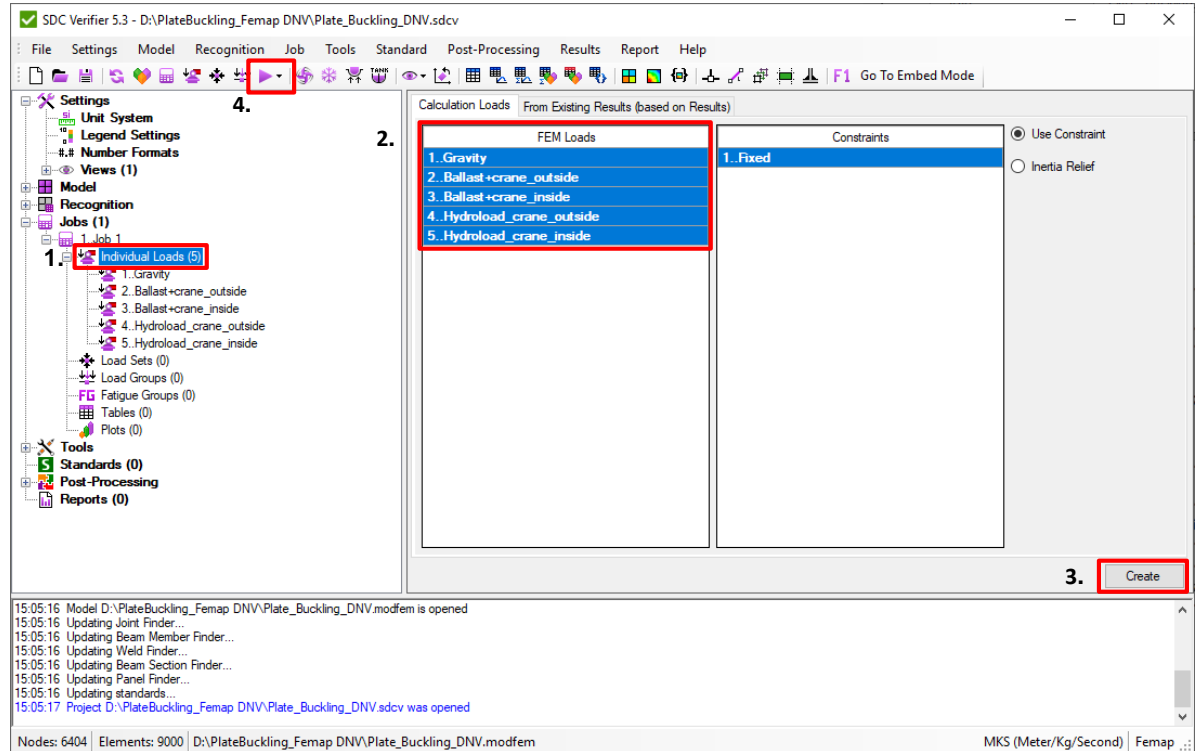 SDC Verifier 5.3 - D:\PlateBuckling_Femap DNV\Plate_Buckling_DNV.sdcv
File Settings Model Recognition Job Tools Standard Post-Processing Results Report Help
F1 Go To Embed Mode
4.
Settings
Unit System
Legend Settings
#.# Number Formats
Views (1)
Model
Recognition
Jobs (1)
1..Job 1
1.
Individual Loads (5)
1..Gravity
2..Ballast+crane_outside
3..Ballast+crane_inside
4..Hydroload_crane_outside
5..Hydroload_crane_inside
Load Sets (0)
Load Groups (0)
FG Fatigue Groups (0)
Tables (0)
Plots (0)
Tools
S Standards (0)
Post-Processing
Reports (0)
Calculation Loads From Existing Results (based on Results)
2.
FEM Loads
1..Gravity
2..Ballast+crane_outside
3..Ballast+crane_inside
4..Hydroload_crane_outside
5..Hydroload_crane_inside
Constraints
1..Fixed
Use Constraint
Inertia Relief
3. Create
15:05:16 Model D:\PlateBuckling_Femap DNV\Plate_Buckling_DNV.modfem is opened
15:05:16 Updating Joint Finder...
15:05:16 Updating Beam Member Finder...
15:05:16 Updating Weld Finder...
15:05:16 Updating Beam Section Finder...
15:05:16 Updating Panel Finder...
15:05:16 Updating standards...
15:05:17 Project D:\PlateBuckling_Femap DNV\Plate_Buckling_DNV.sdcv was opened
Nodes: 6404 Elements: 9000 D:\PlateBuckling_Femap DNV\Plate_Buckling_DNV.modfem MKS (Meter/Kg/Second) Femap